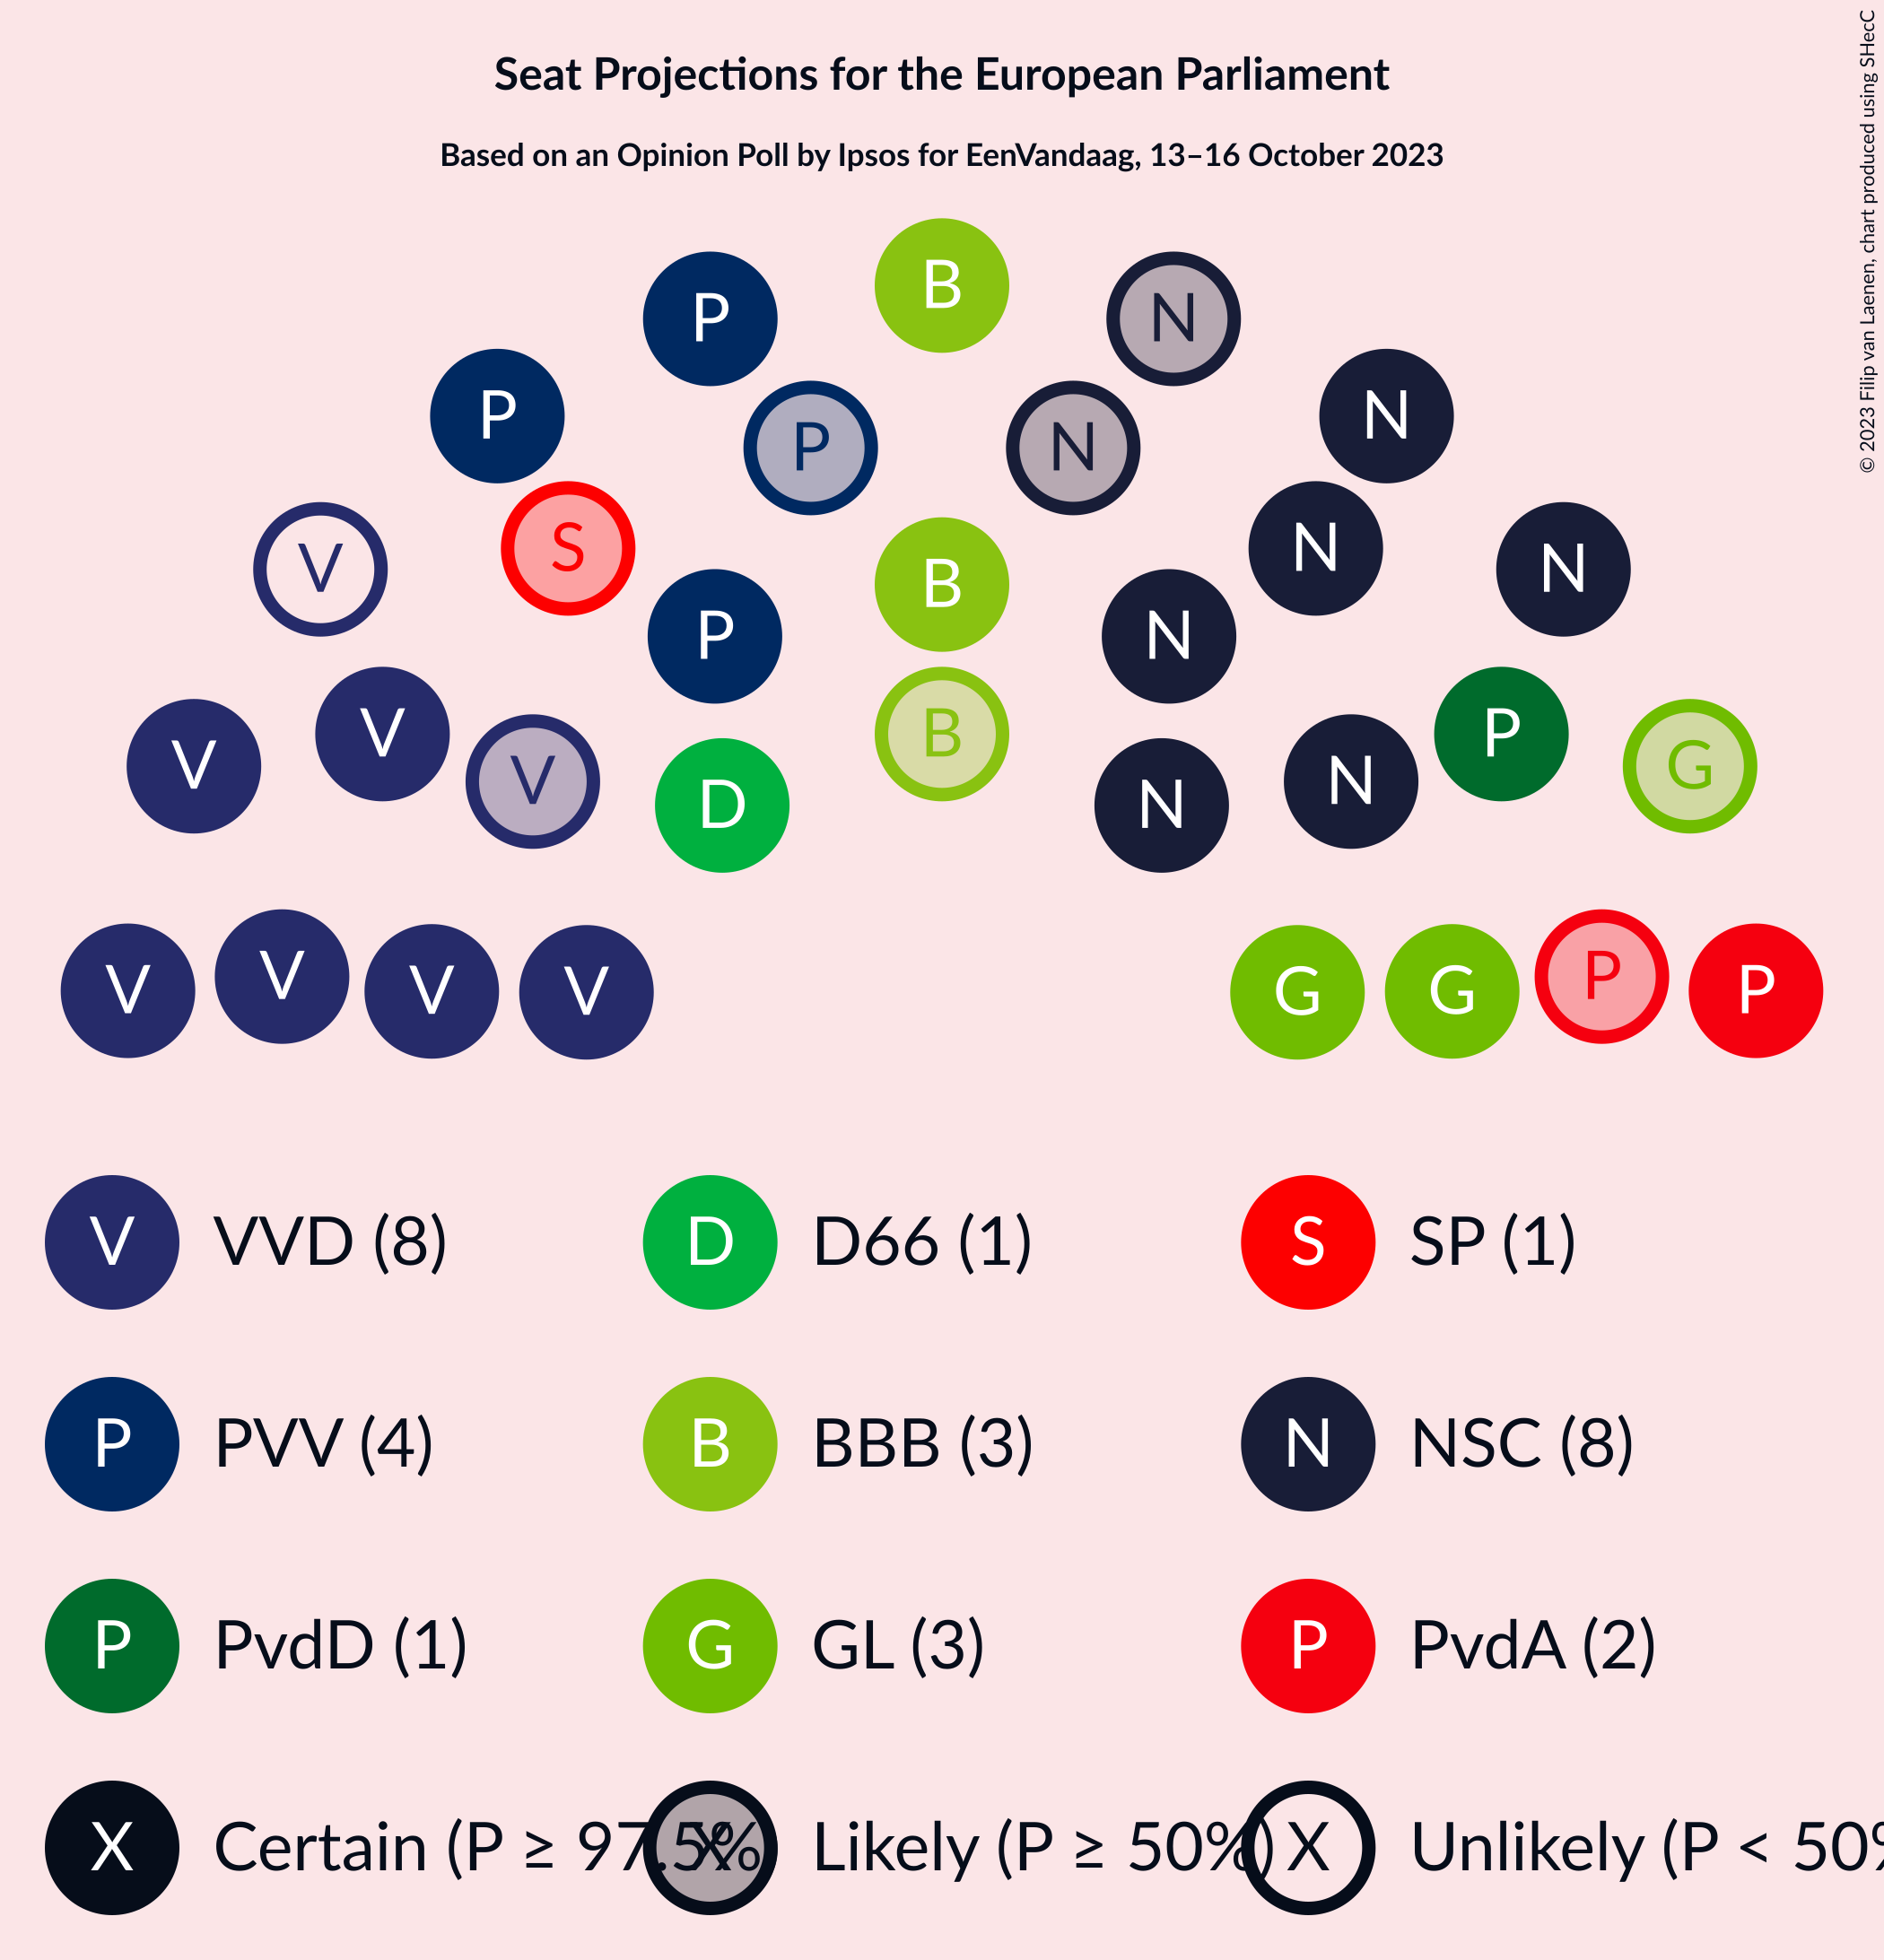 Seat Projections for the European Parliament
Based on an Opinion Poll by Ipsos for EenVandaag, 13–16 October 2023
© 2023 Filip van Laenen, chart produced using SHecC
B
P
N
P
N
P
N
S
N
V
N
B
P
N
V
P
B
V
G
V
N
D
N
V
V
V
V
G
G
P
P
V VVD (8)
D D66 (1)
S SP (1)
P PVV (4)
B BBB (3)
N NSC (8)
P PvdD (1)
G GL (3)
P PvdA (2)
X Certain (P ≥ 97.5%
X Likely (P ≥ 50%)
X Unlikely (P < 50%